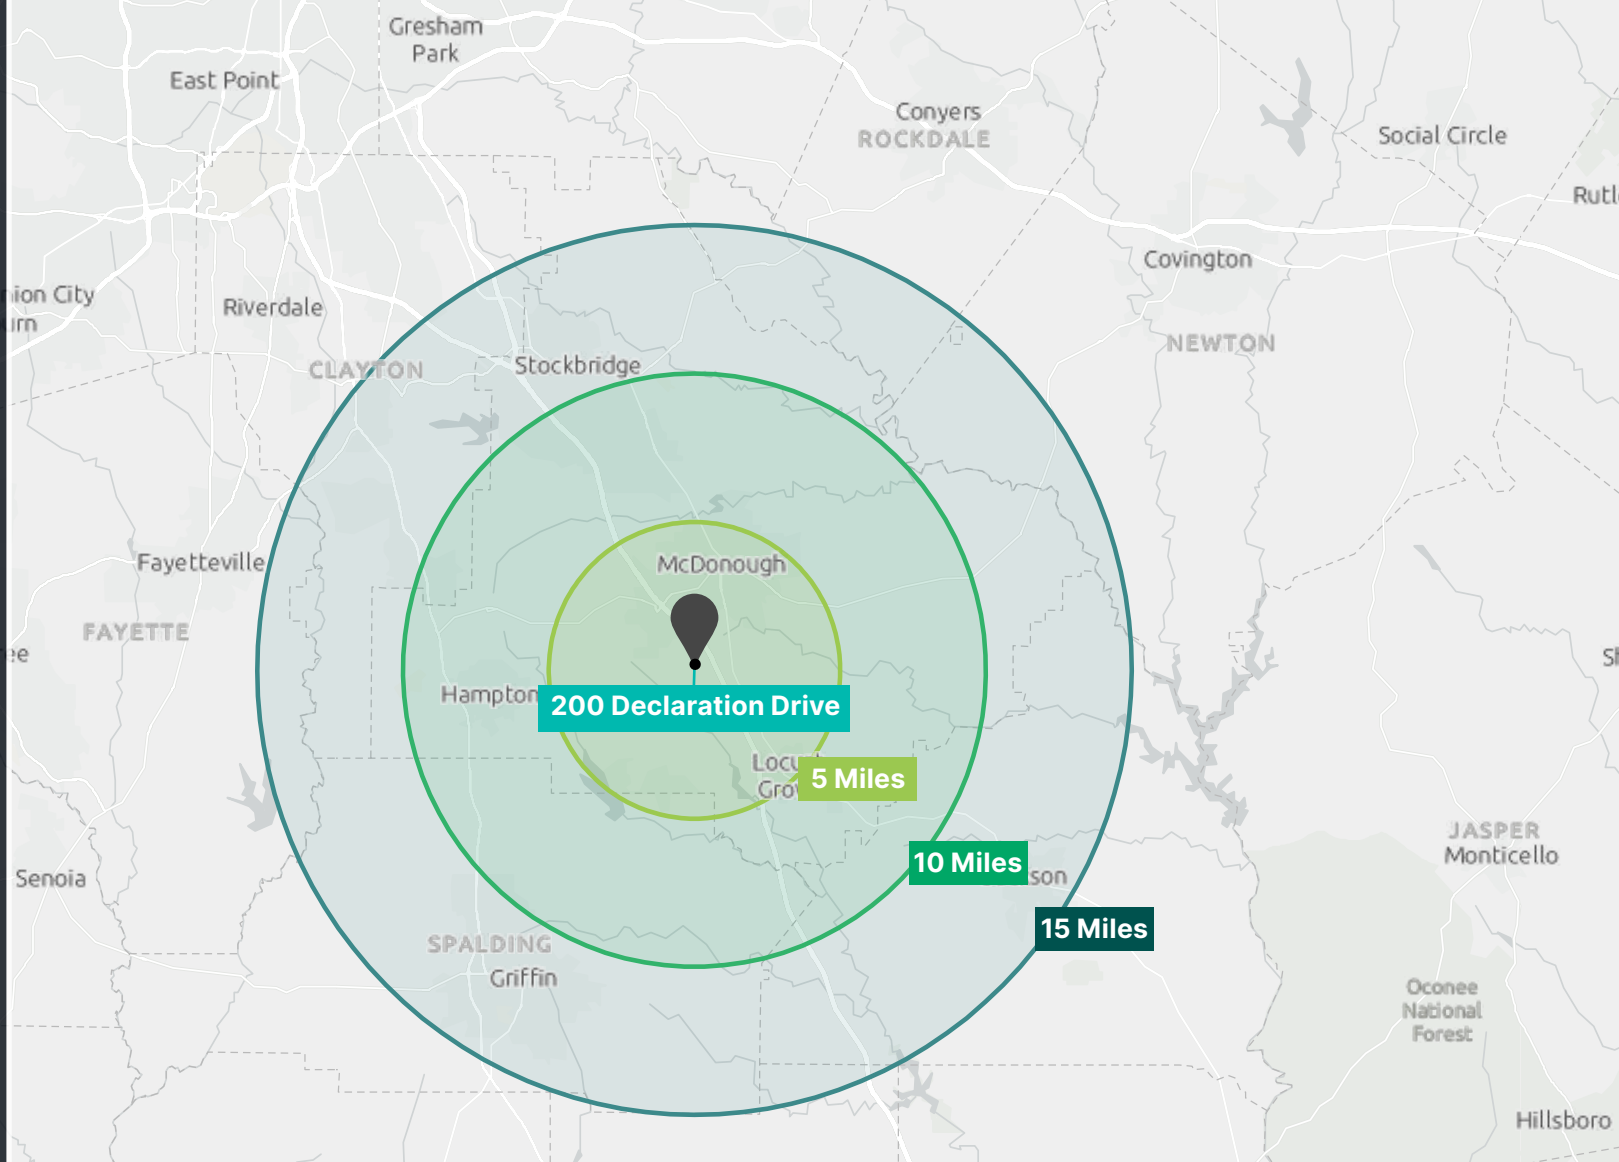 Gresham
Park
East Point
Conyers
ROCKDALE
Social Circle
Covington
Riverdale
NEWTON
CLAYTON
Stockbridge
Fayetteville
McDonough
FAYETTE
Hampton
200 Declaration Drive
5 Miles
JASPER
Monticello
10 Miles
Senoia
15 Miles
SPALDING
Griffin
Oconee
National
Forest
Hillsboro